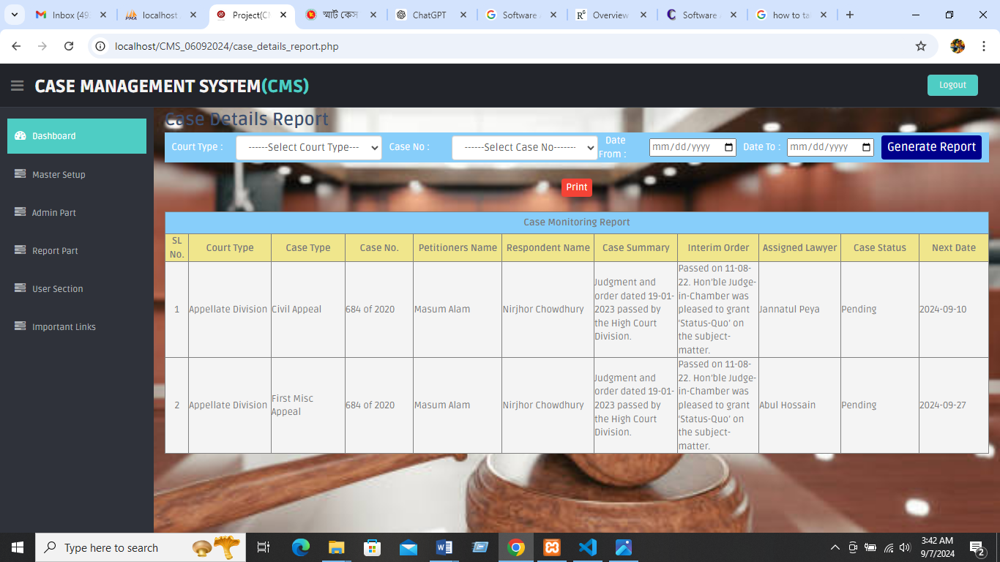 Inbox (49
localhost
Project(CM
স্মার্ট কেস
ChatGPT
Software
Overview
Software
how to ta
localhost/CMS_06092024/case_details_report.php
CASE MANAGEMENT SYSTEM(CMS)
Logout
Dashboard
Master Setup
Admin Part
Report Part
User Section
Important Links
Case Details Report
Court Type : ------Select Court Type--- Case No : ------Select Case No------- Date From : mm/dd/yyyy Date To : mm/dd/yyyy Generate Report
Print
Case Monitoring Report
SL No. Court Type Case Type Case No. Petitioners Name Respondent Name Case Summary Interim Order Assigned Lawyer Case Status Next Date
1 Appellate Division Civil Appeal 684 of 2020 Masum Alam Nirjhor Chowdhury
Judgment and
order dated 19-01-
2023 passed by
the High Court
Division.
Passed on 11-08-
22. Hon'ble Judge-
in-Chamber was
pleased to grant
‘Status-Quo’ on
the subject-
matter.
Jannatul Peya Pending 2024-09-10
2 Appellate Division
First Misc
Appeal
684 of 2020 Masum Alam Nirjhor Chowdhury
Judgment and
order dated 19-01-
2023 passed by
the High Court
Division.
Passed on 11-08-
22. Hon'ble Judge-
in-Chamber was
pleased to grant
‘Status-Quo’ on
the subject-
matter.
Abul Hossain Pending 2024-09-27
Type here to search
3:42 AM
9/7/2024
2